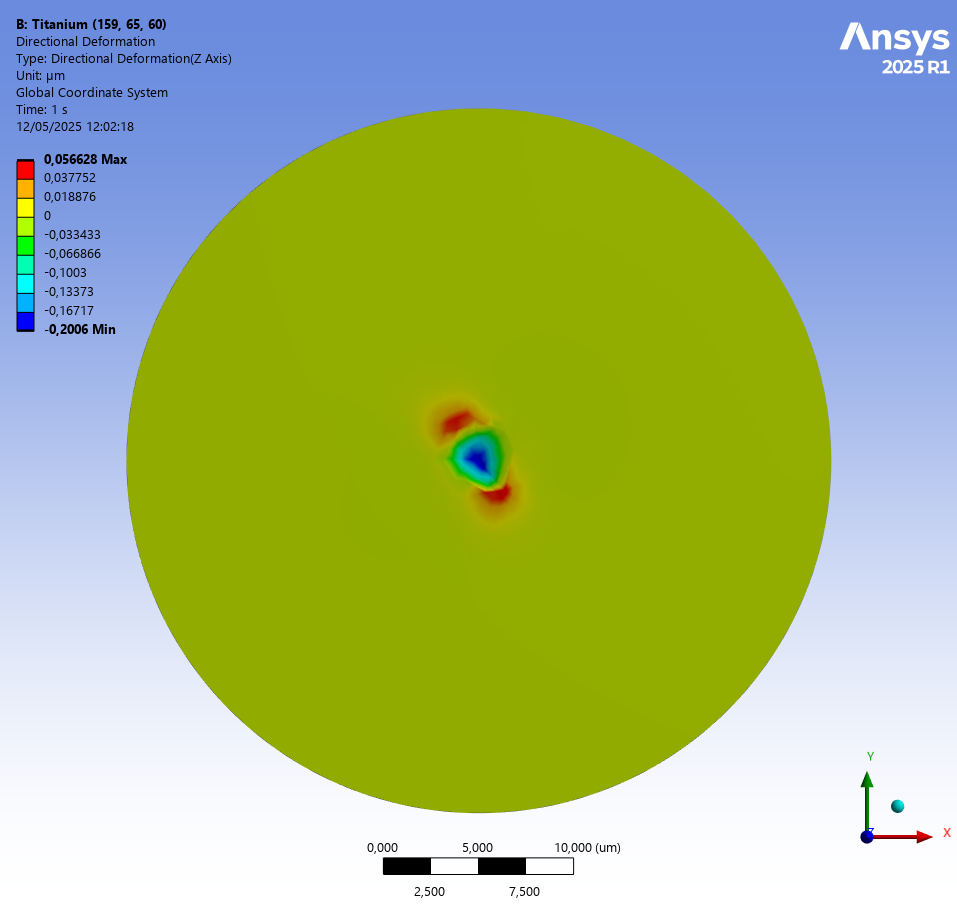 B: Titanium (159, 65, 60)
Directional Deformation
Type: Directional Deformation(Z Axis)
Unit: µm
Global Coordinate System
Time: 1 s
12/05/2025 12:02:18
Ansys
2025 R1
0,056628 Max
0,037752
0,018876
0
-0,033433
-0,066866
-0,1003
-0,13373
-0,16717
-0,2006 Min
Y
Z
X
0,000 5,000 10,000 (um)
2,500 7,500